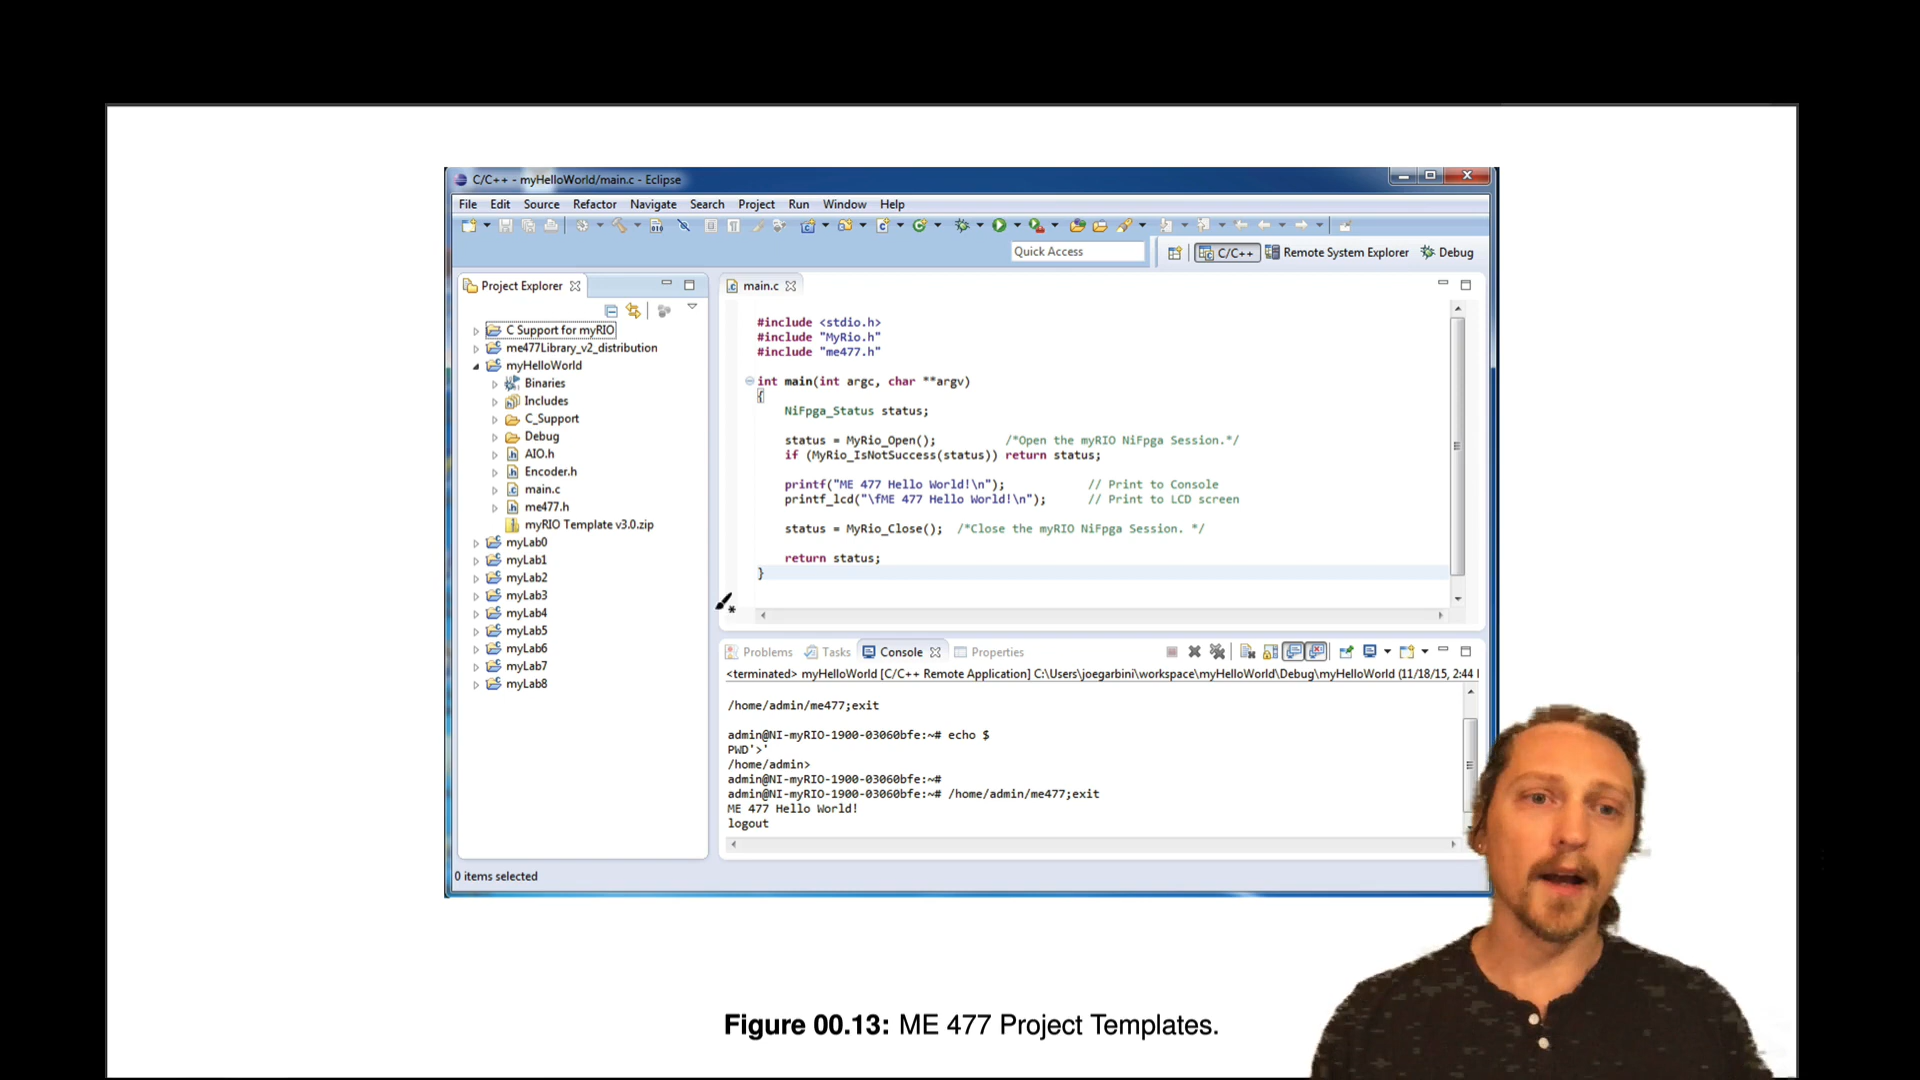 C/C++ - myHelloWorld/main.c - Eclipse
File Edit Source Refactor Navigate Search Project Run Window Help
Quick Access
C/C++ Remote System Explorer Debug
Project Explorer
C Support for myRIO
me477Library_v2_distribution
myHelloWorld
Binaries
Includes
C_Support
Debug
AIO.h
Encoder.h
main.c
me477.h
myRIO Template v3.0.zip
myLab0
myLab1
myLab2
myLab3
myLab4
myLab5
myLab6
myLab7
myLab8
main.c
#include <stdio.h>
#include "MyRio.h"
#include "me477.h"
int main(int argc, char **argv)
{
NiFpga_Status status;
status = MyRio_Open(); /*Open the myRIO NiFpga Session.*/
if (MyRio_IsNotSuccess(status)) return status;
printf("ME 477 Hello World!\n"); // Print to Console
printf_lcd("\fME 477 Hello World!\n"); // Print to LCD screen
status = MyRio_Close(); /*Close the myRIO NiFpga Session. */
return status;
}
Problems Tasks Console Properties
<terminated> myHelloWorld [C/C++ Remote Application] C:\Users\joegarbini\workspace\myHelloWorld\Debug\myHelloWorld (11/18/15, 2:44
/home/admin/me477;exit
admin@NI-myRIO-1900-03060bfe:~# echo $
PWD'>'
/home/admin>
admin@NI-myRIO-1900-03060bfe:~#
admin@NI-myRIO-1900-03060bfe:~# /home/admin/me477;exit
ME 477 Hello World!
logout
0 items selected
Figure 00.13: ME 477 Project Templates.